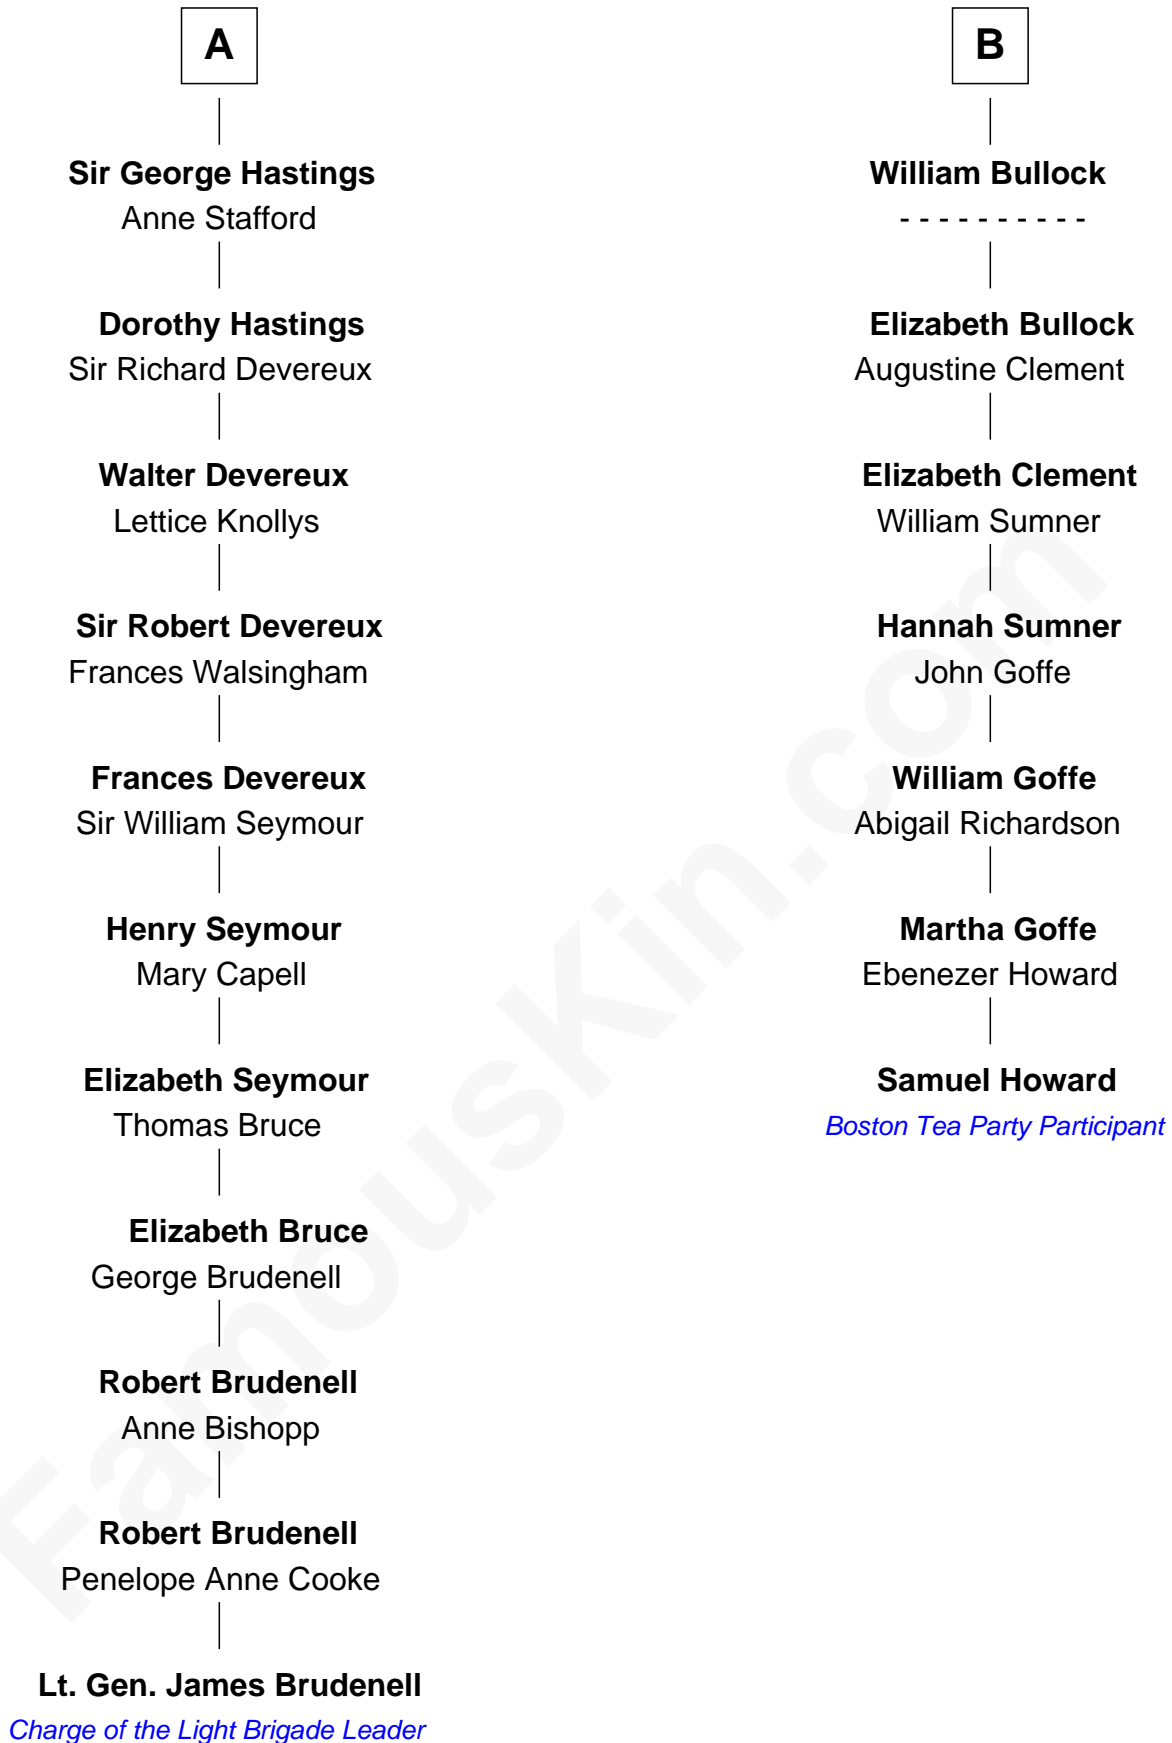 A
Sir George Hastings
Anne Stafford
Dorothy Hastings
Sir Richard Devereux
Walter Devereux
Lettice Knollys
Sir Robert Devereux
Frances Walsingham
Frances Devereux
Sir William Seymour
Henry Seymour
Mary Capell
Elizabeth Seymour
Thomas Bruce
Elizabeth Bruce
George Brudenell
Robert Brudenell
Anne Bishopp
Robert Brudenell
Penelope Anne Cooke
Lt. Gen. James Brudenell
Charge of the Light Brigade Leader
B
William Bullock
- - - - - - - - - -
Elizabeth Bullock
Augustine Clement
Elizabeth Clement
William Sumner
Hannah Sumner
John Goffe
William Goffe
Abigail Richardson
Martha Goffe
Ebenezer Howard
Samuel Howard
Boston Tea Party Participant
FamousKin.com